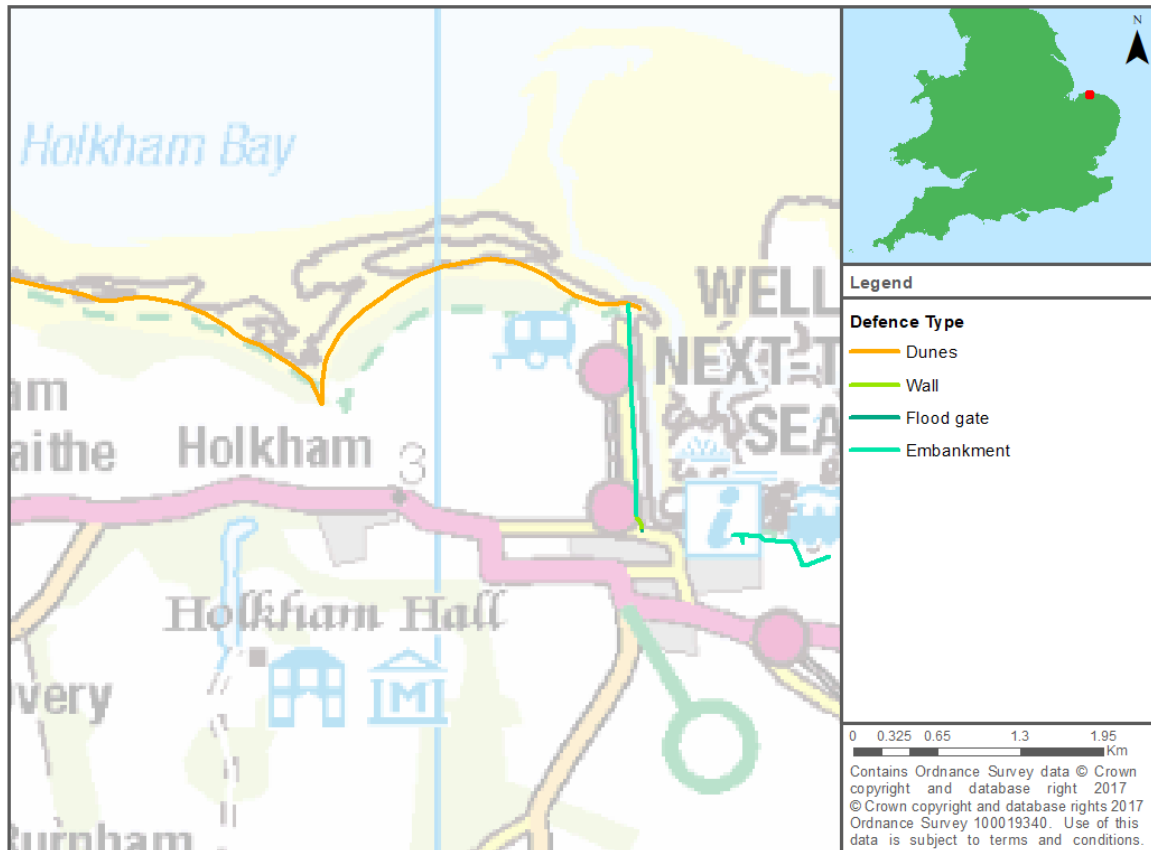 Holkham Bay
WELL
NEXT-T
SEA
am
aithe
Holkham
3
i
Holkham Hall
M
very
Burnham
N
Legend
Defence Type
Dunes
Wall
Flood gate
Embankment
0 0.325 0.65 1.3 1.95
Km
Contains Ordnance Survey data © Crown
copyright and database right 2017
© Crown copyright and database rights 2017
Ordnance Survey 100019340. Use of this
data is subject to terms and conditions.